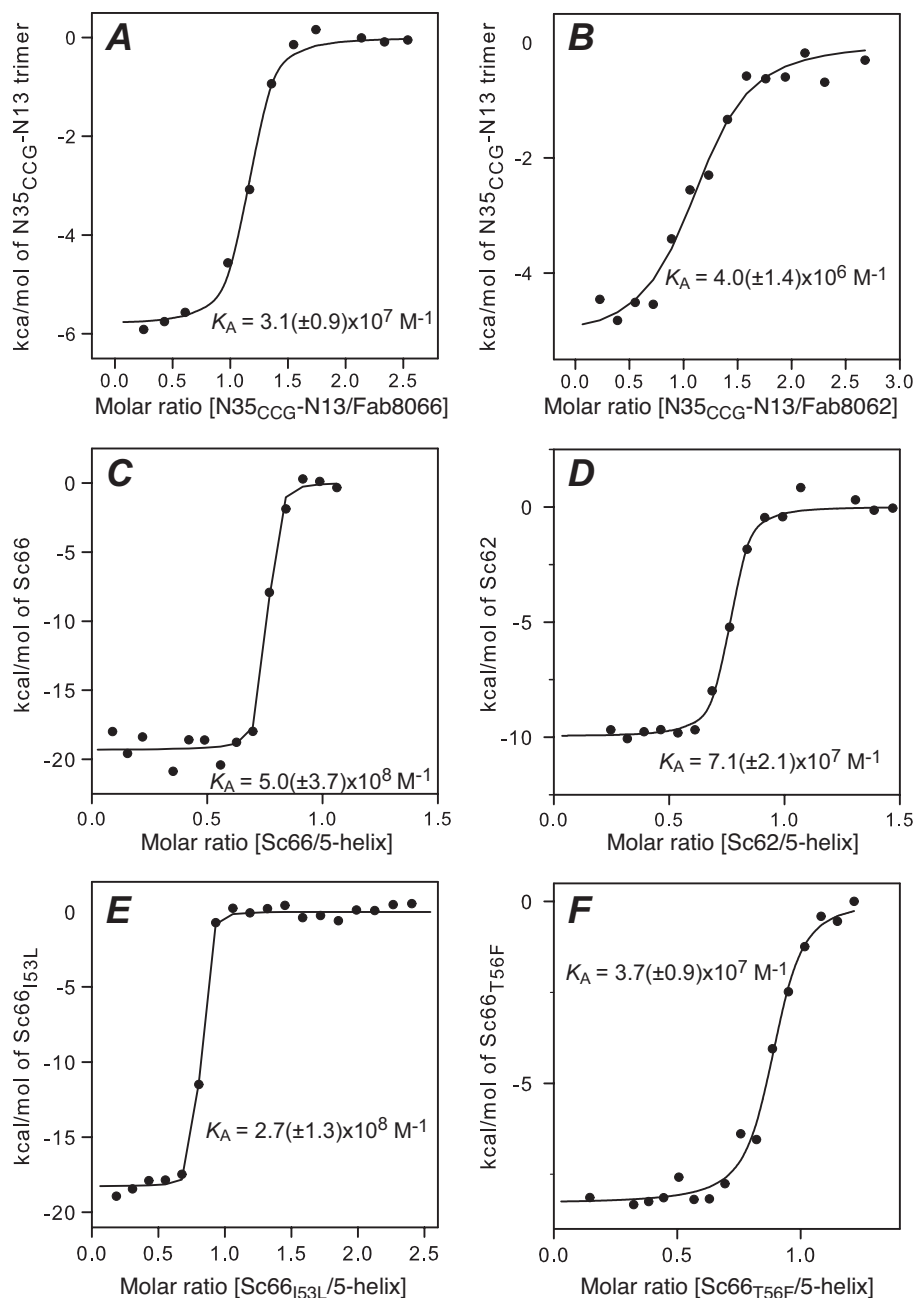 A
kcal/mol of N35CCG-N13 trimer
0
-2
-4
-6
KA = 3.1(±0.9)x10^7 M^-1
0.0 0.5 1.0 1.5 2.0 2.5
Molar ratio [N35CCG-N13/Fab8066]
B
kcal/mol of N35CCG-N13 trimer
0
-2
-4
KA = 4.0(±1.4)x10^6 M^-1
0.0 0.5 1.0 1.5 2.0 2.5 3.0
Molar ratio [N35CCG-N13/Fab8062]
C
kcal/mol of Sc66
0
-5
-10
-15
-20
KA = 5.0(±3.7)x10^8 M^-1
0.0 0.5 1.0 1.5
Molar ratio [Sc66/5-helix]
D
kcal/mol of Sc62
0
-5
-10
KA = 7.1(±2.1)x10^7 M^-1
0.0 0.5 1.0 1.5
Molar ratio [Sc62/5-helix]
E
kcal/mol of Sc66I53L
0
-5
-10
-15
-20
KA = 2.7(±1.3)x10^8 M^-1
0.0 0.5 1.0 1.5 2.0 2.5
Molar ratio [Sc66I53L/5-helix]
F
kcal/mol of Sc66T56F
0
-5
KA = 3.7(±0.9)x10^7 M^-1
0.0 0.5 1.0
Molar ratio [Sc66T56F/5-helix]